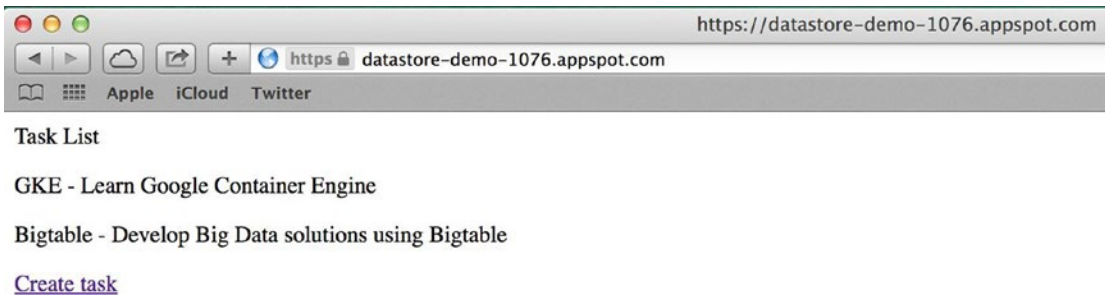 https://datastore-demo-1076.appspot.com
https datastore-demo-1076.appspot.com
Apple iCloud Twitter
Task List
GKE - Learn Google Container Engine
Bigtable - Develop Big Data solutions using Bigtable
Create task